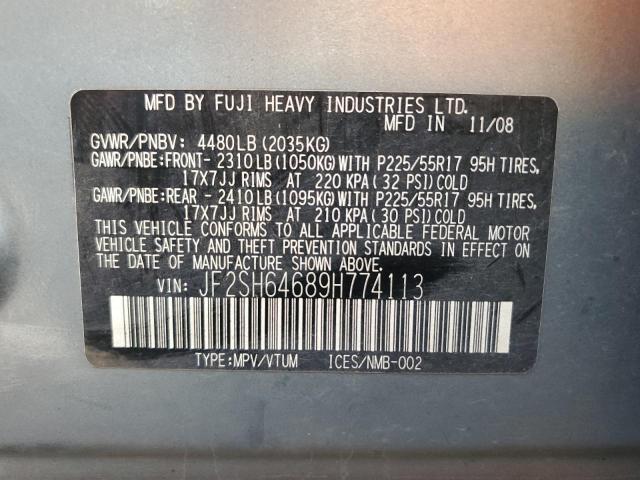 MFD BY FUJI HEAVY INDUSTRIES LTD.
MFD IN 11/08
GVWR/PNBV: 4480LB (2035KG)
GAWR/PNBE:FRONT- 2310LB(1050KG)WITH P225/55R17 95H TIRES,
17X7JJ RIMS AT 220 KPA( 32 PSI)COLD
GAWR/PNBE:REAR - 2410LB(1095KG)WITH P225/55R17 95H TIRES,
17X7JJ RIMS AT 210 KPA( 30 PSI)COLD
THIS VEHICLE CONFORMS TO ALL APPLICABLE FEDERAL MOTOR
VEHICLE SAFETY AND THEFT PREVENTION STANDARDS IN EFFECT ON
THE DATE OF MANUFACTURE SHOWN ABOVE.
VIN: JF2SH64689H774113
TYPE:MPV/VTUM ICES/NMB-002